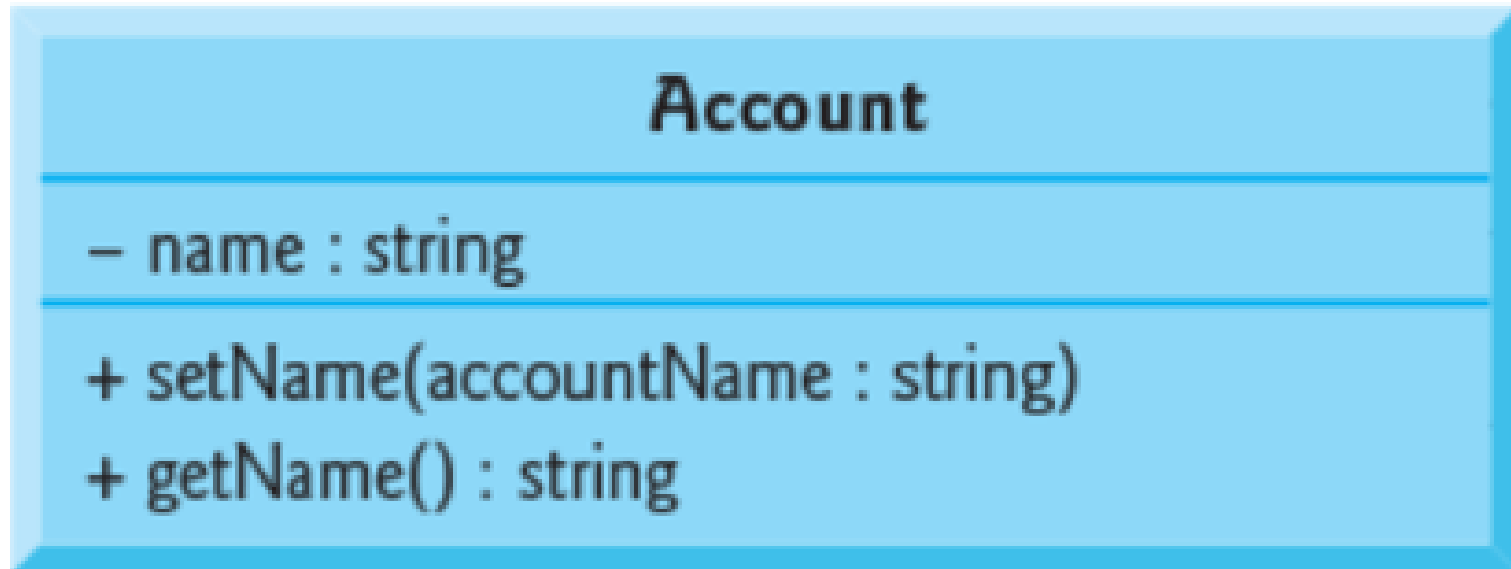 Account
– name : string
+ setName(accountName : string)
+ getName() : string